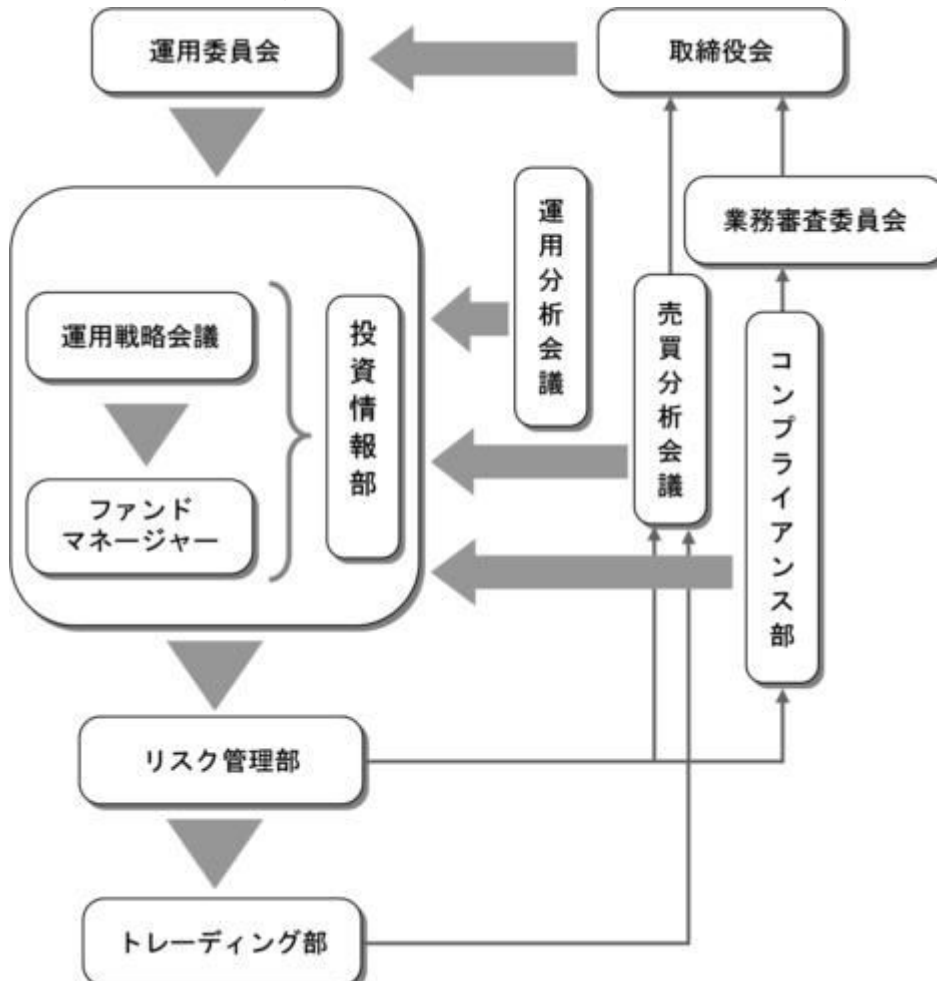 運用委員会
取締役会
業務審査委員会
運用分析会議
売買分析会議
コンプライアンス部
投資情報部
運用戦略会議
ファンド
マネージャー
リスク管理部
トレーディング部